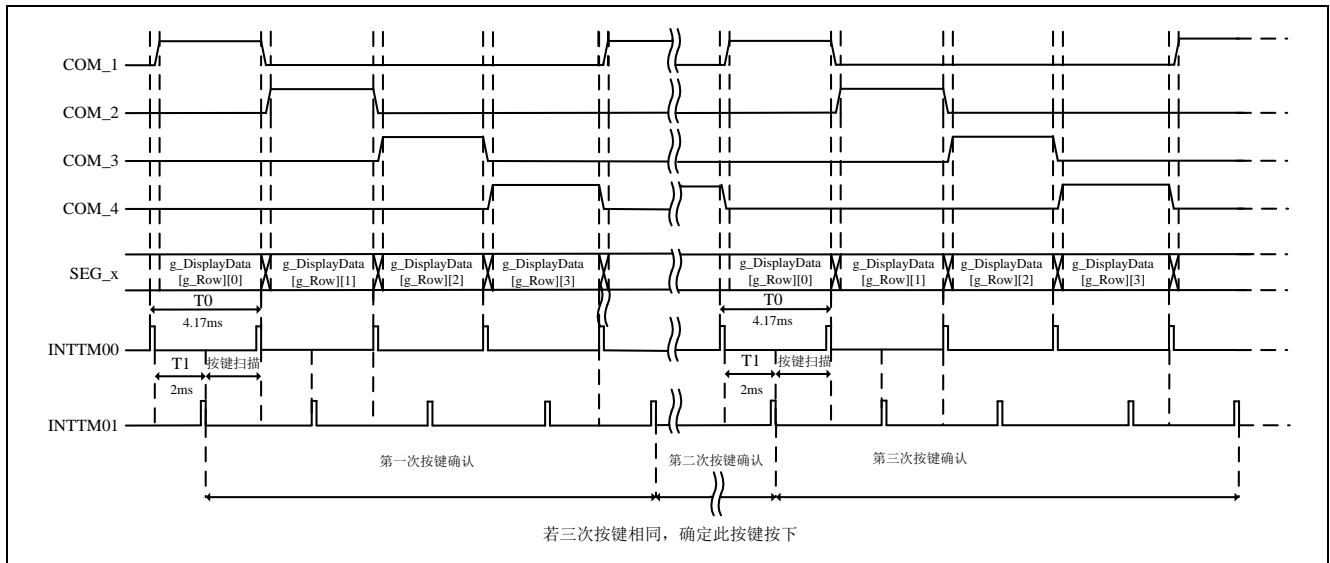 COM_1
COM_2
COM_3
COM_4
SEG_x
g_DisplayData
[g_Row][0]
g_DisplayData
[g_Row][1]
g_DisplayData
[g_Row][2]
g_DisplayData
[g_Row][3]
g_DisplayData
[g_Row][0]
g_DisplayData
[g_Row][1]
g_DisplayData
[g_Row][2]
g_DisplayData
[g_Row][3]
T0
4.17ms
T0
4.17ms
INTTM00
T1
按键扫描
2ms
T1
按键扫描
2ms
INTTM01
第一次按键确认
第二次按键确认
第三次按键确认
若三次按键相同，确定此按键按下